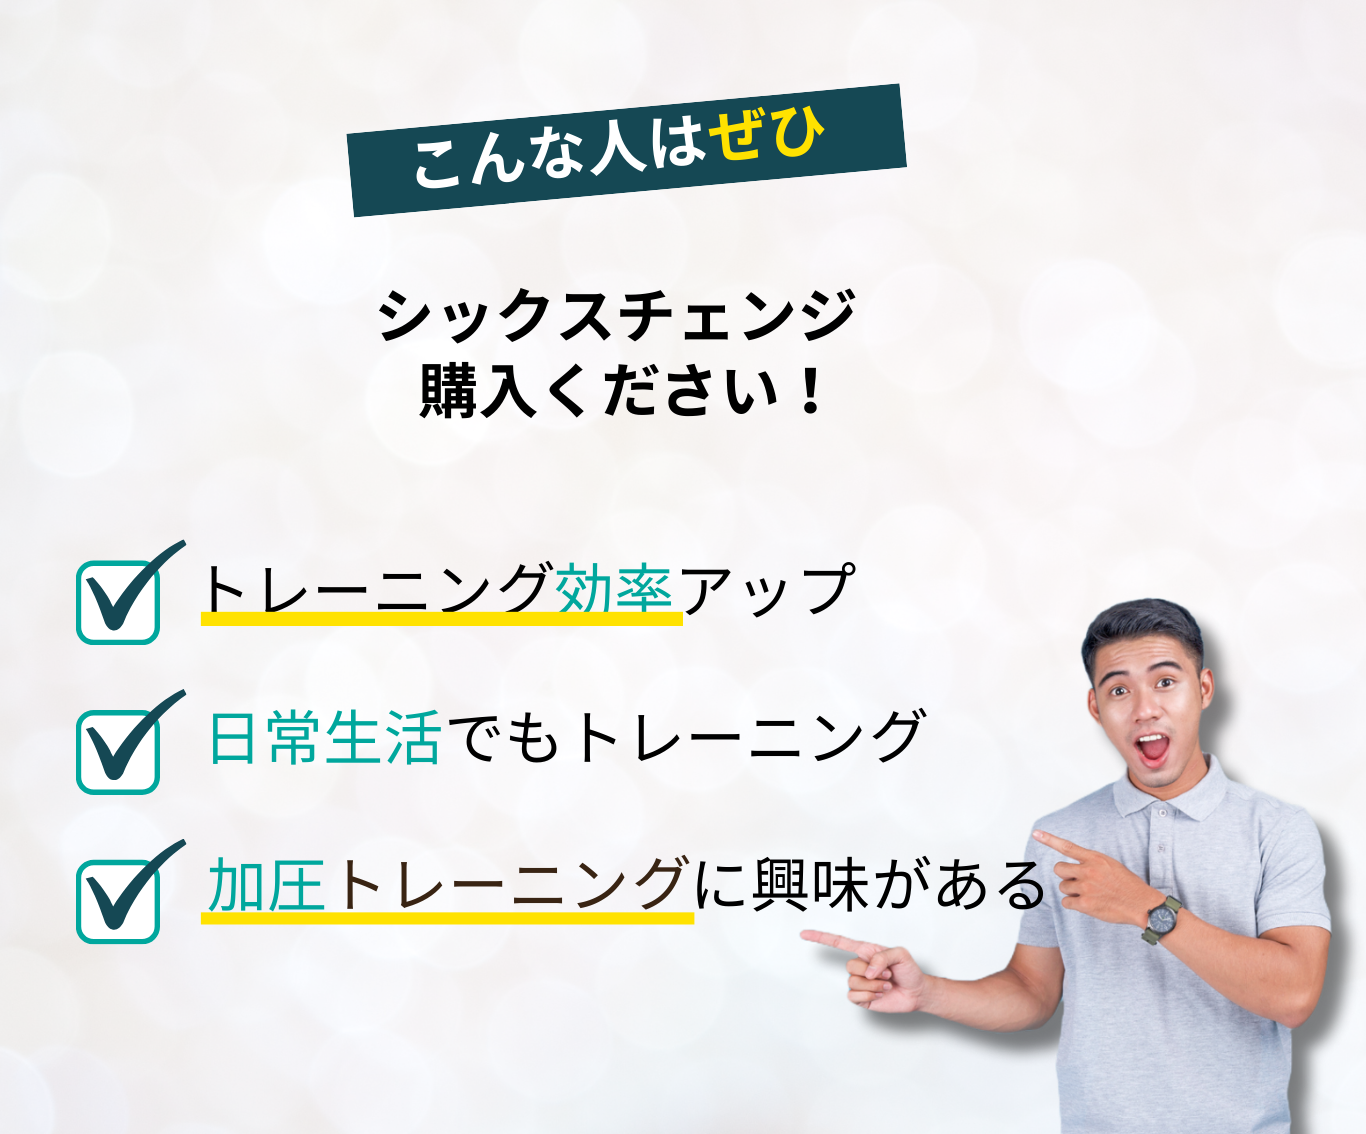 こんな人はぜひ
シックスチェンジ
購入ください！
トレーニング効率アップ
日常生活でもトレーニング
加圧トレーニングに興味がある